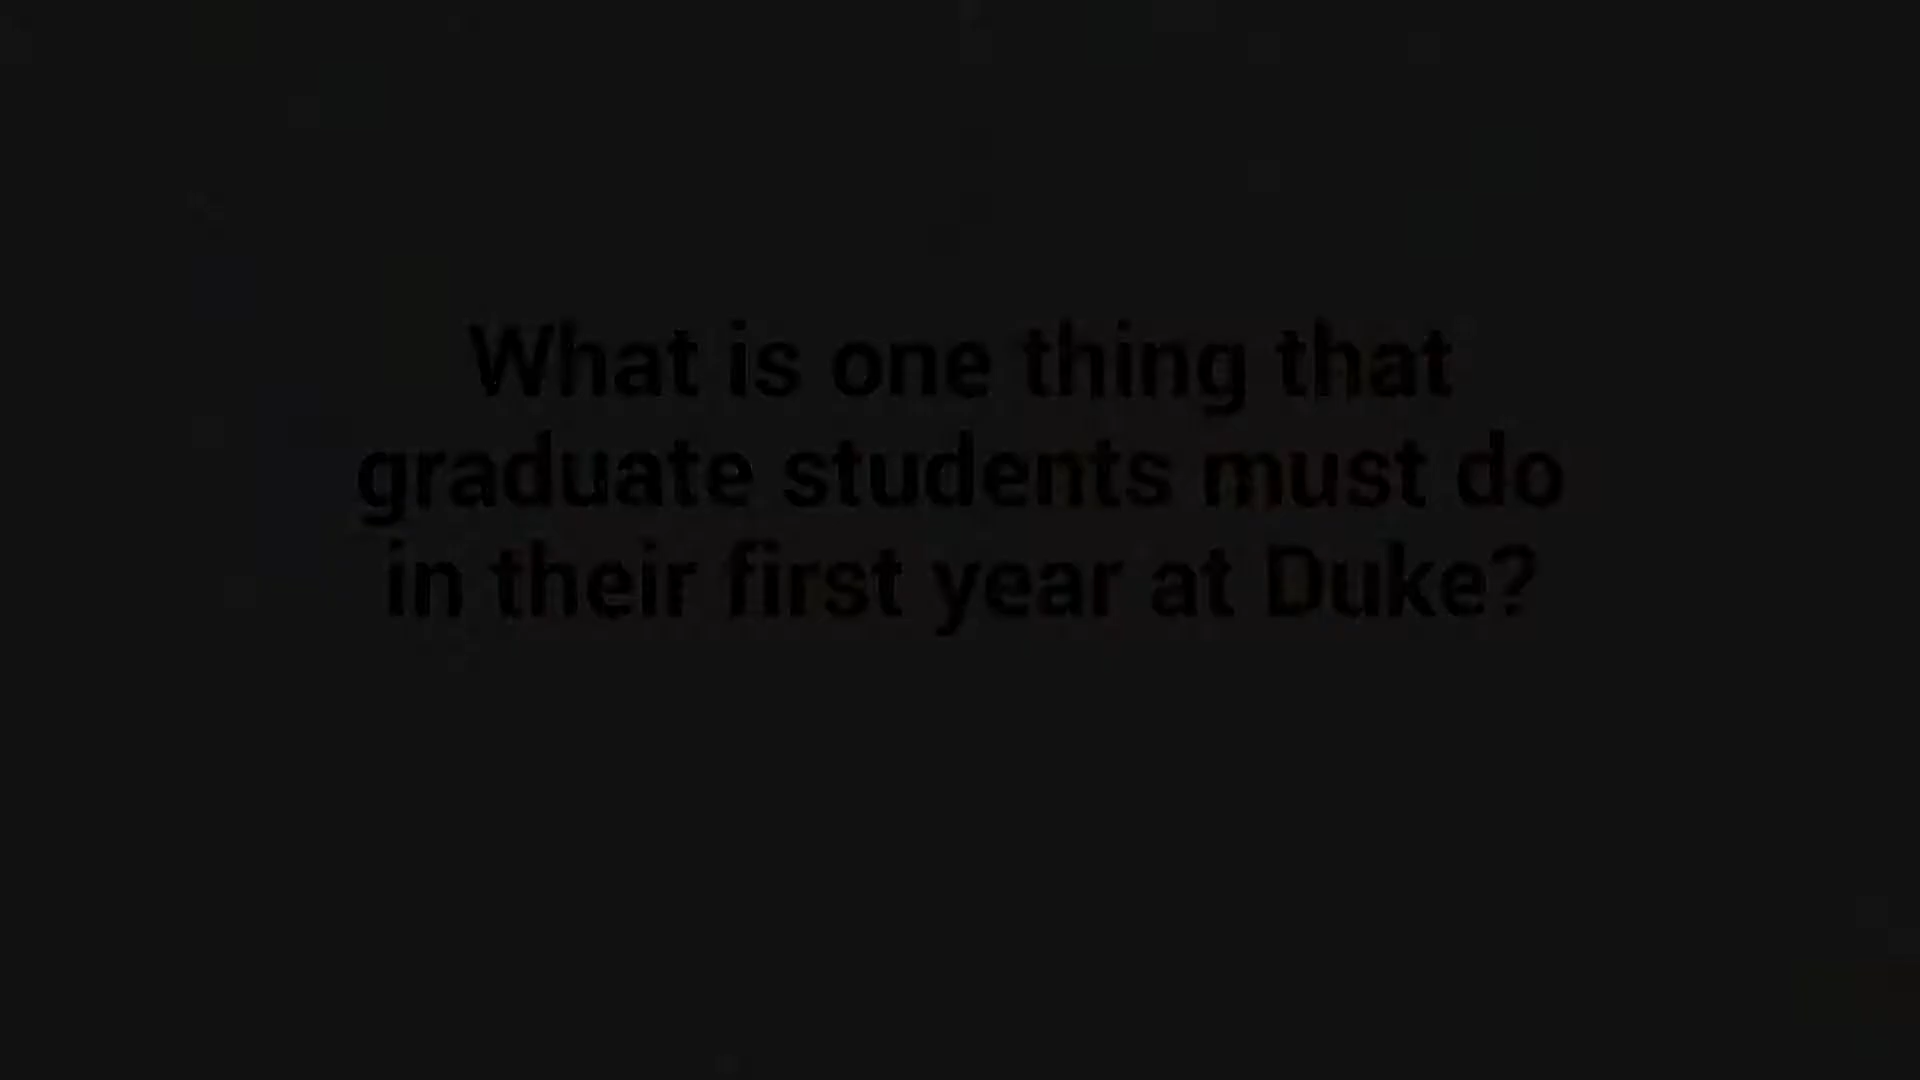 What is one thing that
graduate students must do
in their first year at Duke?